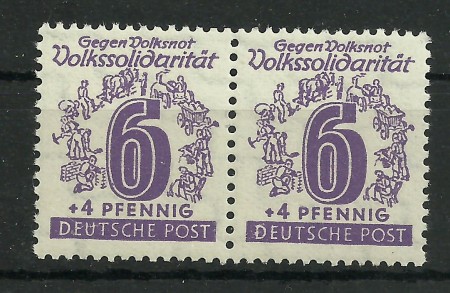 Gegen Volksnot
Volkssolidarität
6
+4 PFENNIG
DEUTSCHE POST
Gegen Volksnot
Volkssolidarität
6
+4 PFENNIG
DEUTSCHE POST